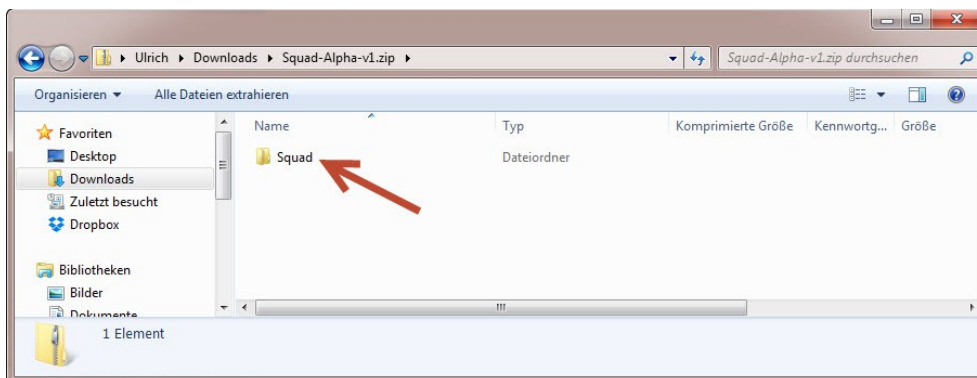 Ulrich ▸ Downloads ▸ Squad-Alpha-v1.zip ▸ Squad-Alpha-v1.zip durchsuchen
Organisieren Alle Dateien extrahieren
Favoriten Name Typ Komprimierte Größe Kennwortg... Größe
Desktop Squad Dateiordner
Downloads
Zuletzt besucht
Dropbox
Bibliotheken
Bilder
Dokumente
1 Element